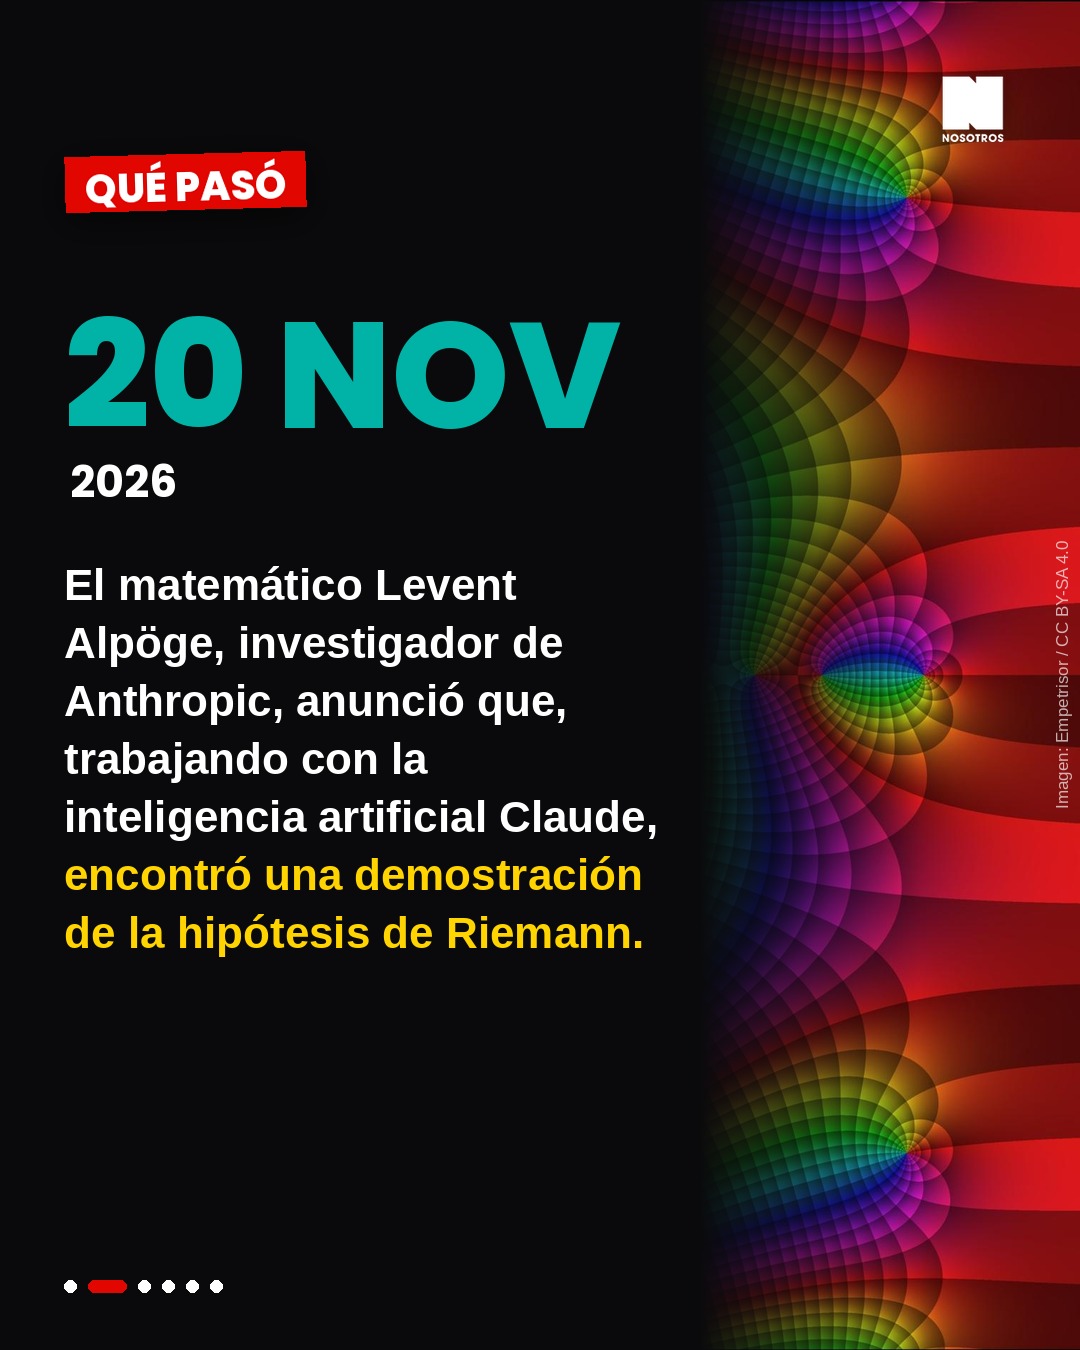 NOSOTROS
QUÉ PASÓ
20 NOV
2026
El matemático Levent
Alpöge, investigador de
Anthropic, anunció que,
trabajando con la
inteligencia artificial Claude,
encontró una demostración
de la hipótesis de Riemann.
Imagen: Empetrisor / CC BY-SA 4.0